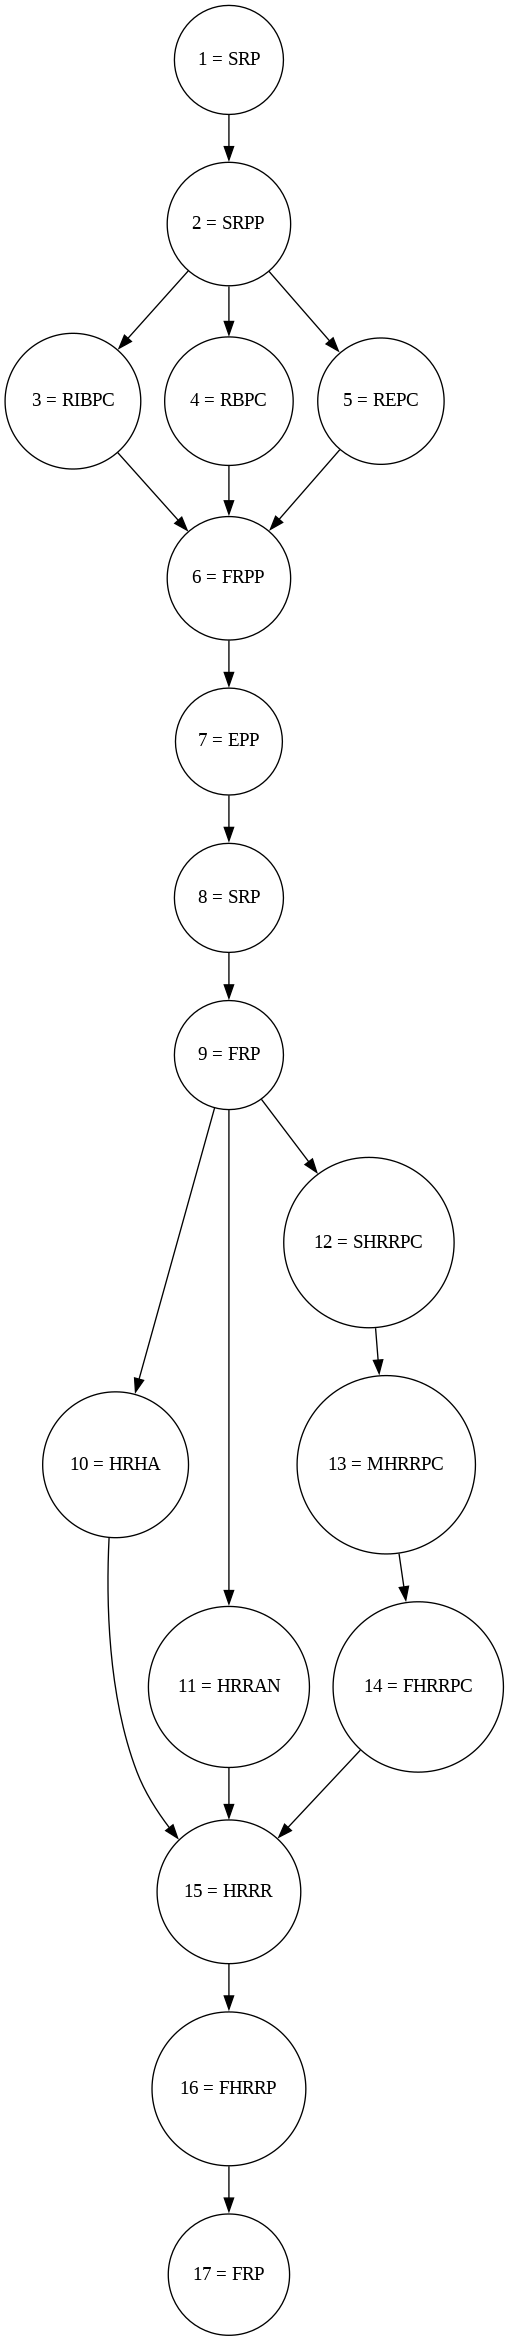 1 = SRP
2 = SRPP
3 = RIBPC
4 = RBPC
5 = REPC
6 = FRPP
7 = EPP
8 = SRP
9 = FRP
12 = SHRRPC
10 = HRHA
13 = MHRRPC
11 = HRRAN
14 = FHRRPC
15 = HRRR
16 = FHRRP
17 = FRP